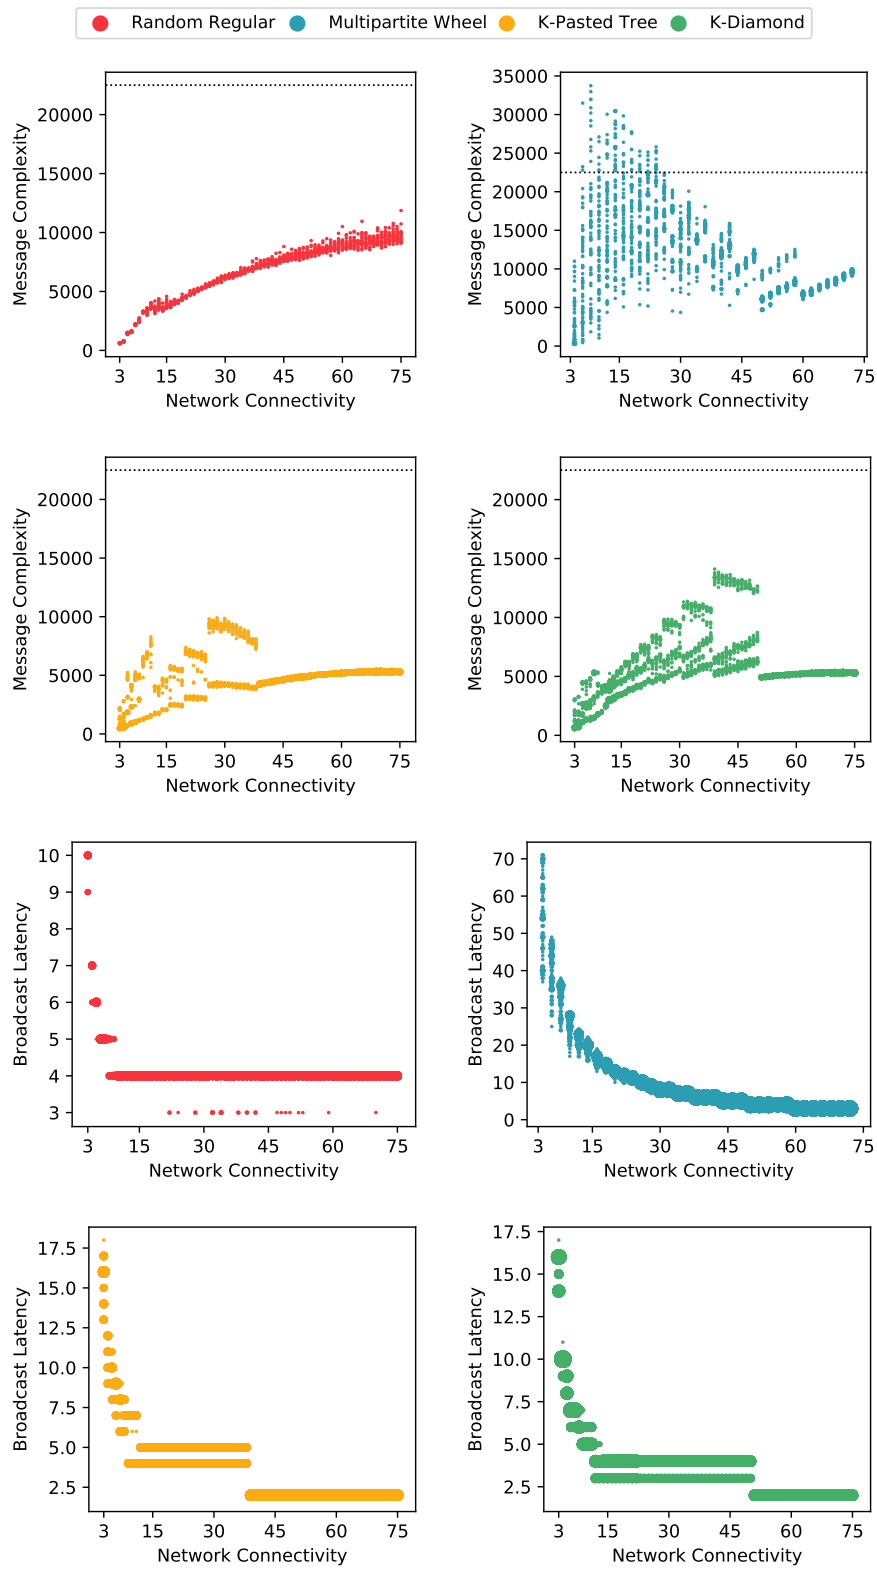 Random Regular Multipartite Wheel K-Pasted Tree K-Diamond
Message Complexity
20000
15000
10000
5000
0
3 15 30 45 60 75
Network Connectivity
Message Complexity
35000
30000
25000
20000
15000
10000
5000
0
3 15 30 45 60 75
Network Connectivity
Message Complexity
20000
15000
10000
5000
0
3 15 30 45 60 75
Network Connectivity
Message Complexity
20000
15000
10000
5000
0
3 15 30 45 60 75
Network Connectivity
Broadcast Latency
10
9
8
7
6
5
4
3
3 15 30 45 60 75
Network Connectivity
Broadcast Latency
70
60
50
40
30
20
10
0
3 15 30 45 60 75
Network Connectivity
Broadcast Latency
17.5
15.0
12.5
10.0
7.5
5.0
2.5
3 15 30 45 60 75
Network Connectivity
Broadcast Latency
17.5
15.0
12.5
10.0
7.5
5.0
2.5
3 15 30 45 60 75
Network Connectivity